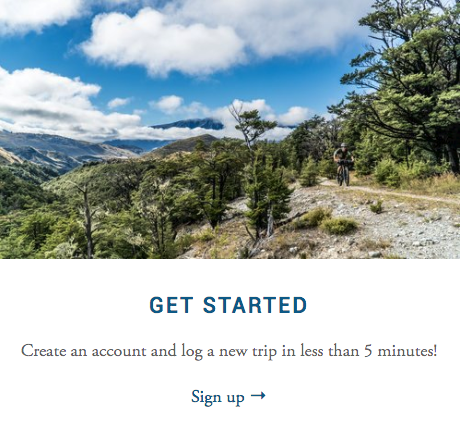 GET STARTED
Create an account and log a new trip in less than 5 minutes!
Sign up →